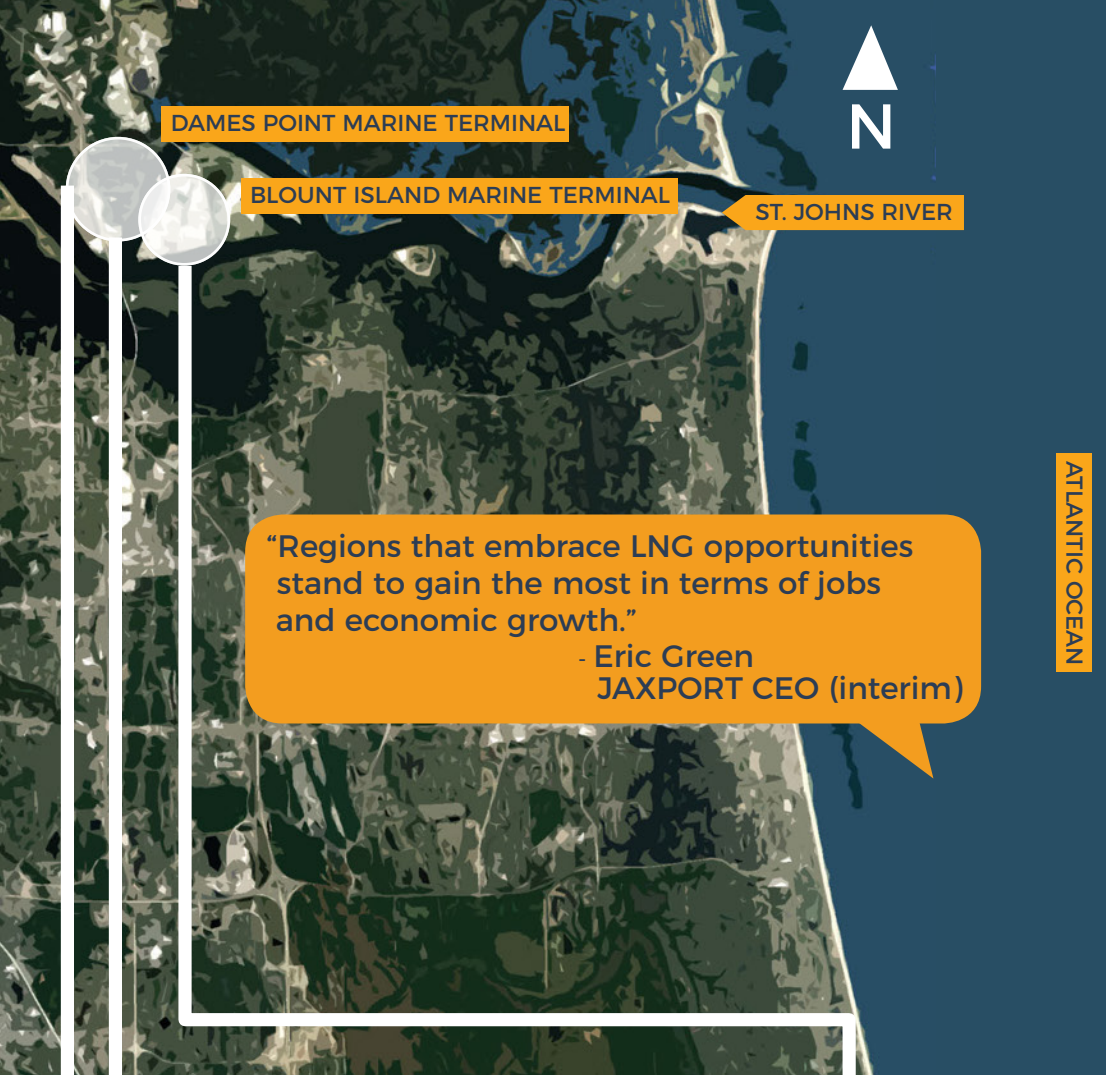 N
DAMES POINT MARINE TERMINAL
BLOUNT ISLAND MARINE TERMINAL
ST. JOHNS RIVER
ATLANTIC OCEAN
“Regions that embrace LNG opportunities
stand to gain the most in terms of jobs
and economic growth.”
- Eric Green
JAXPORT CEO (interim)